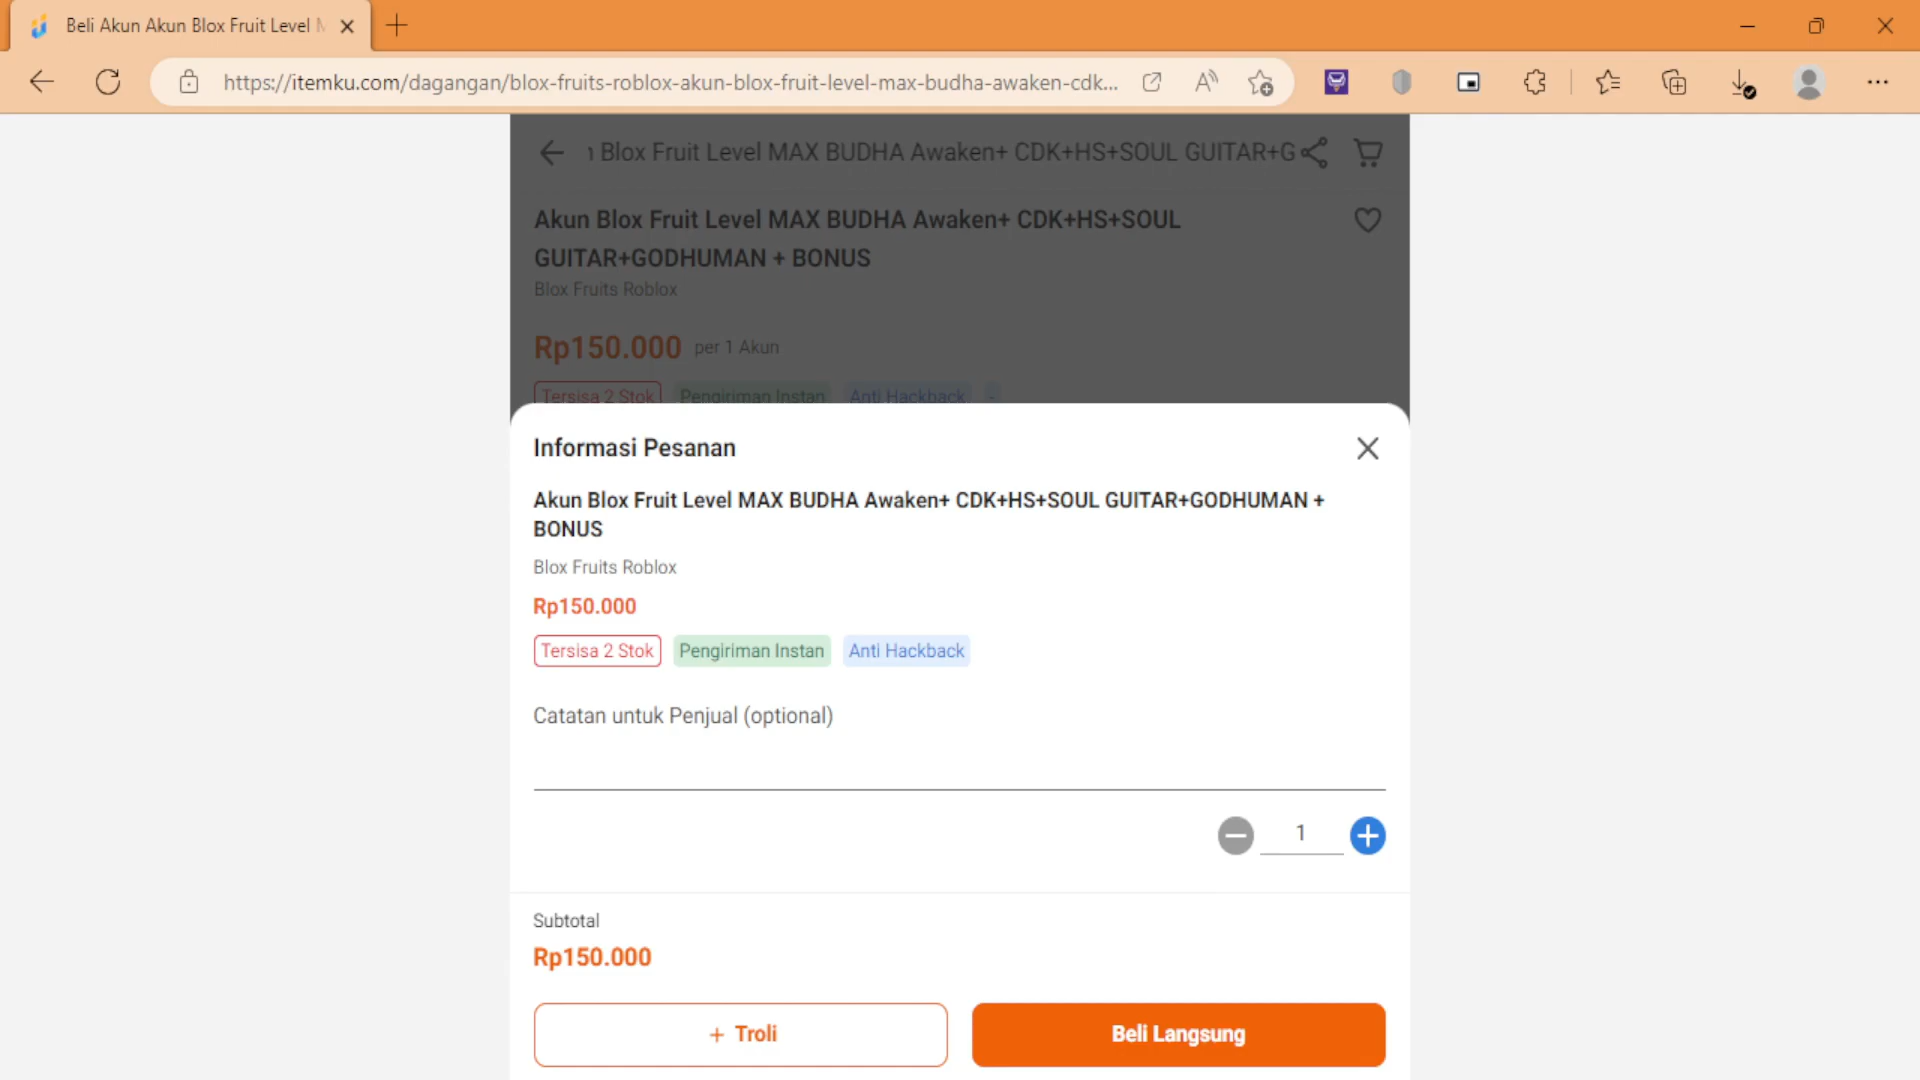 Beli Akun Akun Blox Fruit Level
https://itemku.com/dagangan/blox-fruits-roblox-akun-blox-fruit-level-max-budha-awaken-cdk...
Blox Fruit Level MAX BUDHA Awaken+ CDK+HS+SOUL GUITAR+G
Akun Blox Fruit Level MAX BUDHA Awaken+ CDK+HS+SOUL
GUITAR+GODHUMAN + BONUS
Blox Fruits Roblox
Rp150.000 per 1 Akun
Tersisa 2 Stok Pengiriman Instan Anti Hackback
Informasi Pesanan
Akun Blox Fruit Level MAX BUDHA Awaken+ CDK+HS+SOUL GUITAR+GODHUMAN +
BONUS
Blox Fruits Roblox
Rp150.000
Tersisa 2 Stok Pengiriman Instan Anti Hackback
Catatan untuk Penjual (optional)
1
Subtotal
Rp150.000
+ Troli
Beli Langsung